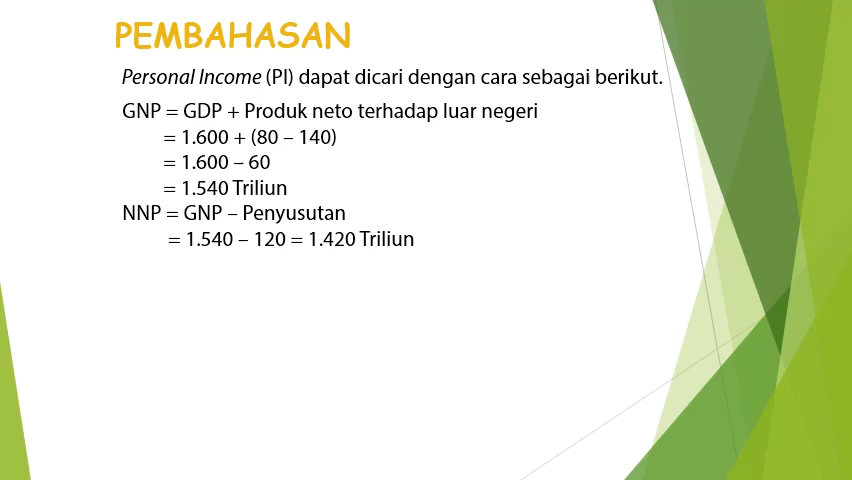 PEMBAHASAN
Personal Income (PI) dapat dicari dengan cara sebagai berikut.
GNP = GDP + Produk neto terhadap luar negeri
= 1.600 + (80 – 140)
= 1.600 – 60
= 1.540 Triliun
NNP = GNP – Penyusutan
= 1.540 – 120 = 1.420 Triliun